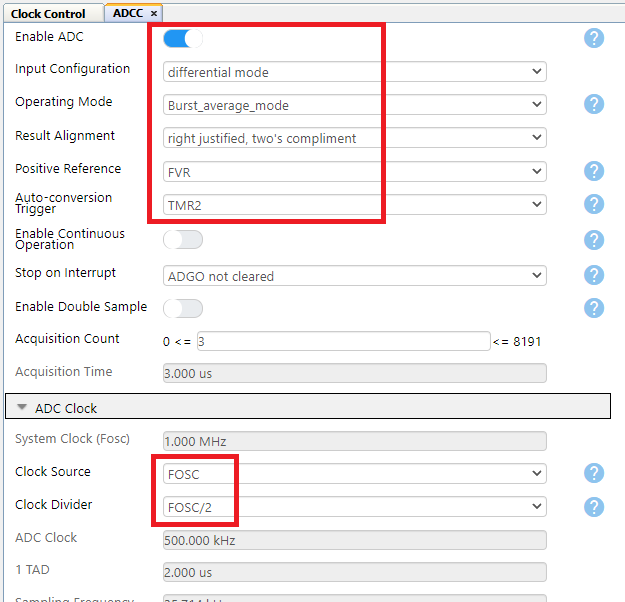 Clock Control ADCC ×
Enable ADC ?
Input Configuration differential mode
Operating Mode Burst_average_mode ?
Result Alignment right justified, two's compliment
Positive Reference FVR ?
Auto-conversion
Trigger TMR2 ?
Enable Continuous
Operation ?
Stop on Interrupt ADGO not cleared ?
Enable Double Sample ?
Acquisition Count 0 <= 3 <= 8191
Acquisition Time 3.000 us
ADC Clock
System Clock (Fosc) 1.000 MHz
Clock Source FOSC ?
Clock Divider FOSC/2 ?
ADC Clock 500.000 kHz
1 TAD 2.000 us
Sampling Frequency 35.714 kHz